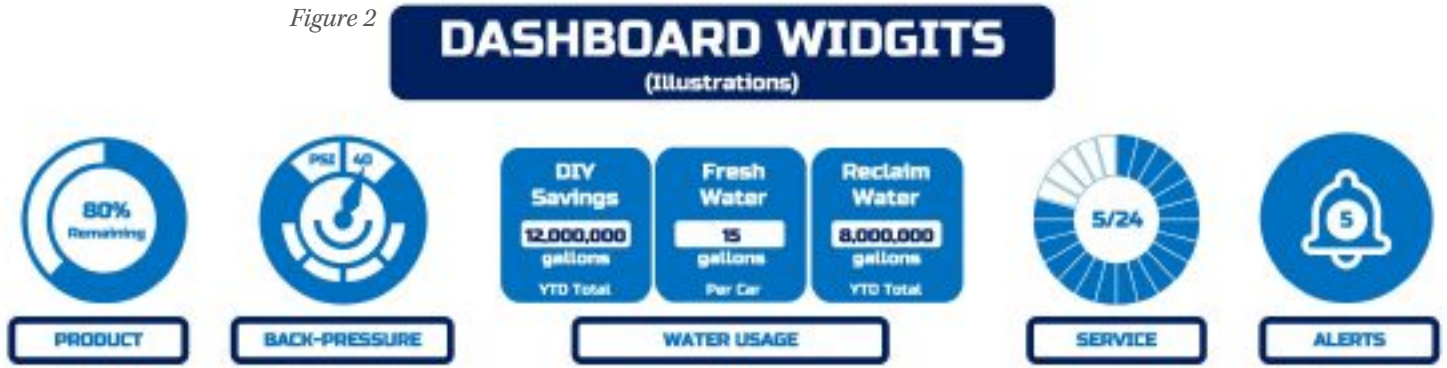 Figure 2
DASHBOARD WIDGITS
(Illustrations)
80%
Remaining
PRODUCT
PSI 40
BACK-PRESSURE
DIY
Savings
12,000,000
gallons
YTD Total
Fresh
Water
15
gallons
Per Car
Reclaim
Water
8,000,000
gallons
YTD Total
WATER USAGE
5/24
SERVICE
5
ALERTS